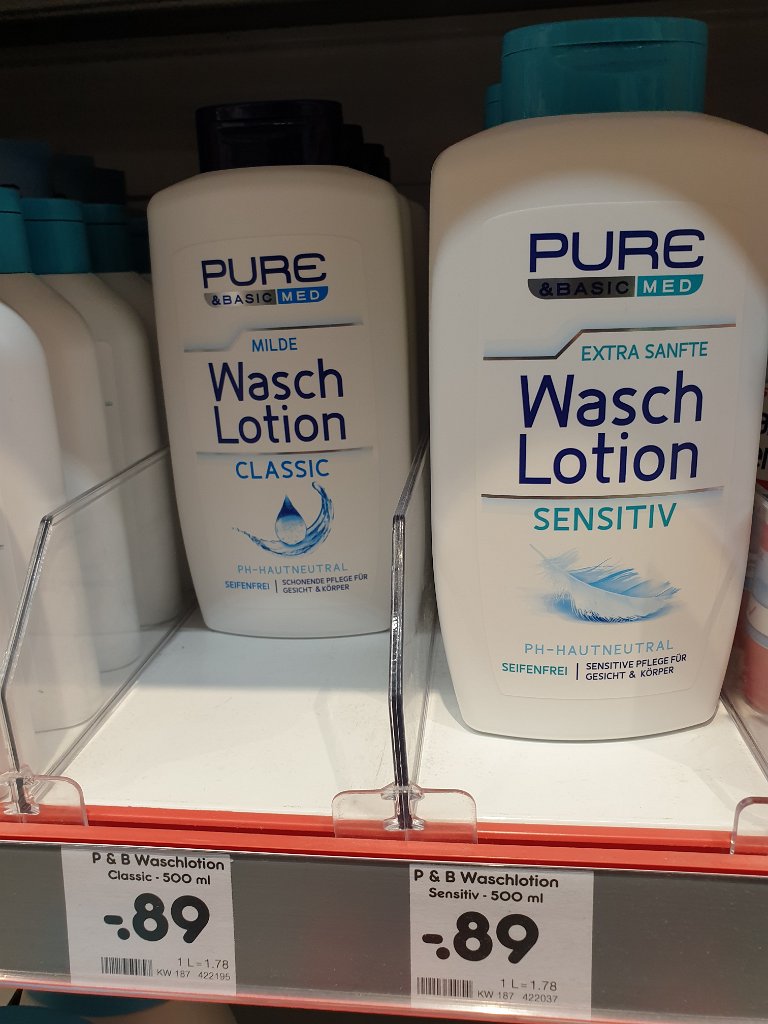 PURE
&BASIC MED
MILDE
Wasch
Lotion
CLASSIC
PH-HAUTNEUTRAL
SEIFENFREI | SCHONENDE PFLEGE FÜR
GESICHT & KÖRPER
PURE
&BASIC MED
EXTRA SANFTE
Wasch
Lotion
SENSITIV
PH-HAUTNEUTRAL
SEIFENFREI | SENSITIVE PFLEGE FÜR
GESICHT & KÖRPER
P & B Waschlotion
Classic - 500 ml
-.89
1 L = 1.78
KW 187 422195
P & B Waschlotion
Sensitiv - 500 ml
-.89
1 L = 1.78
KW 187 422037